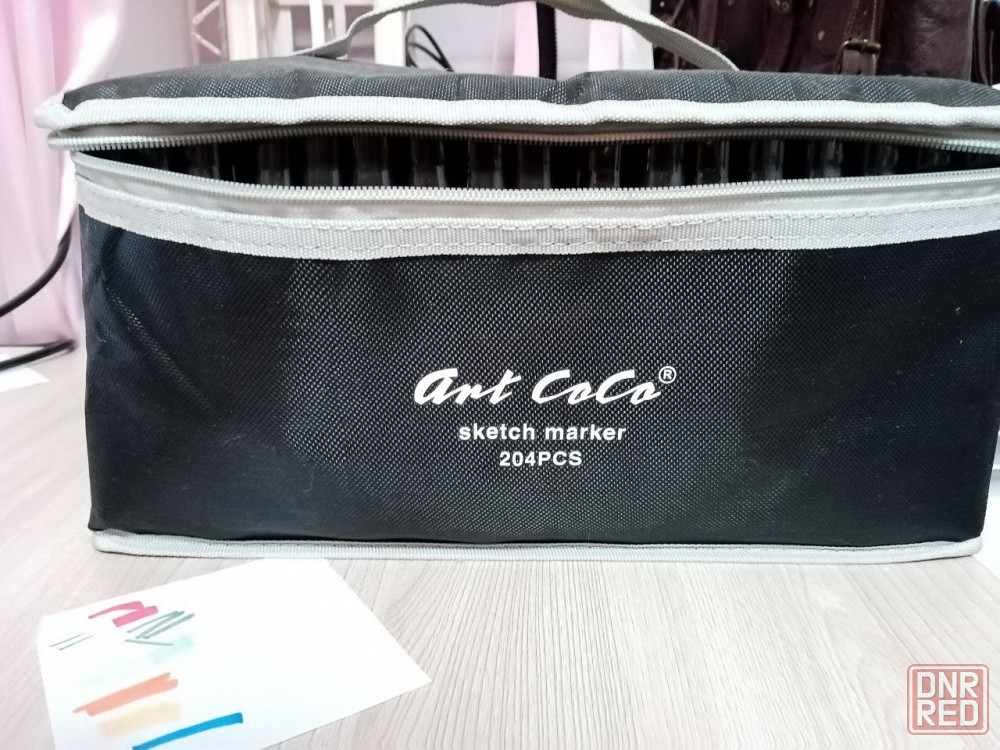 art CoCo®
sketch marker
204PCS
DNR
RED